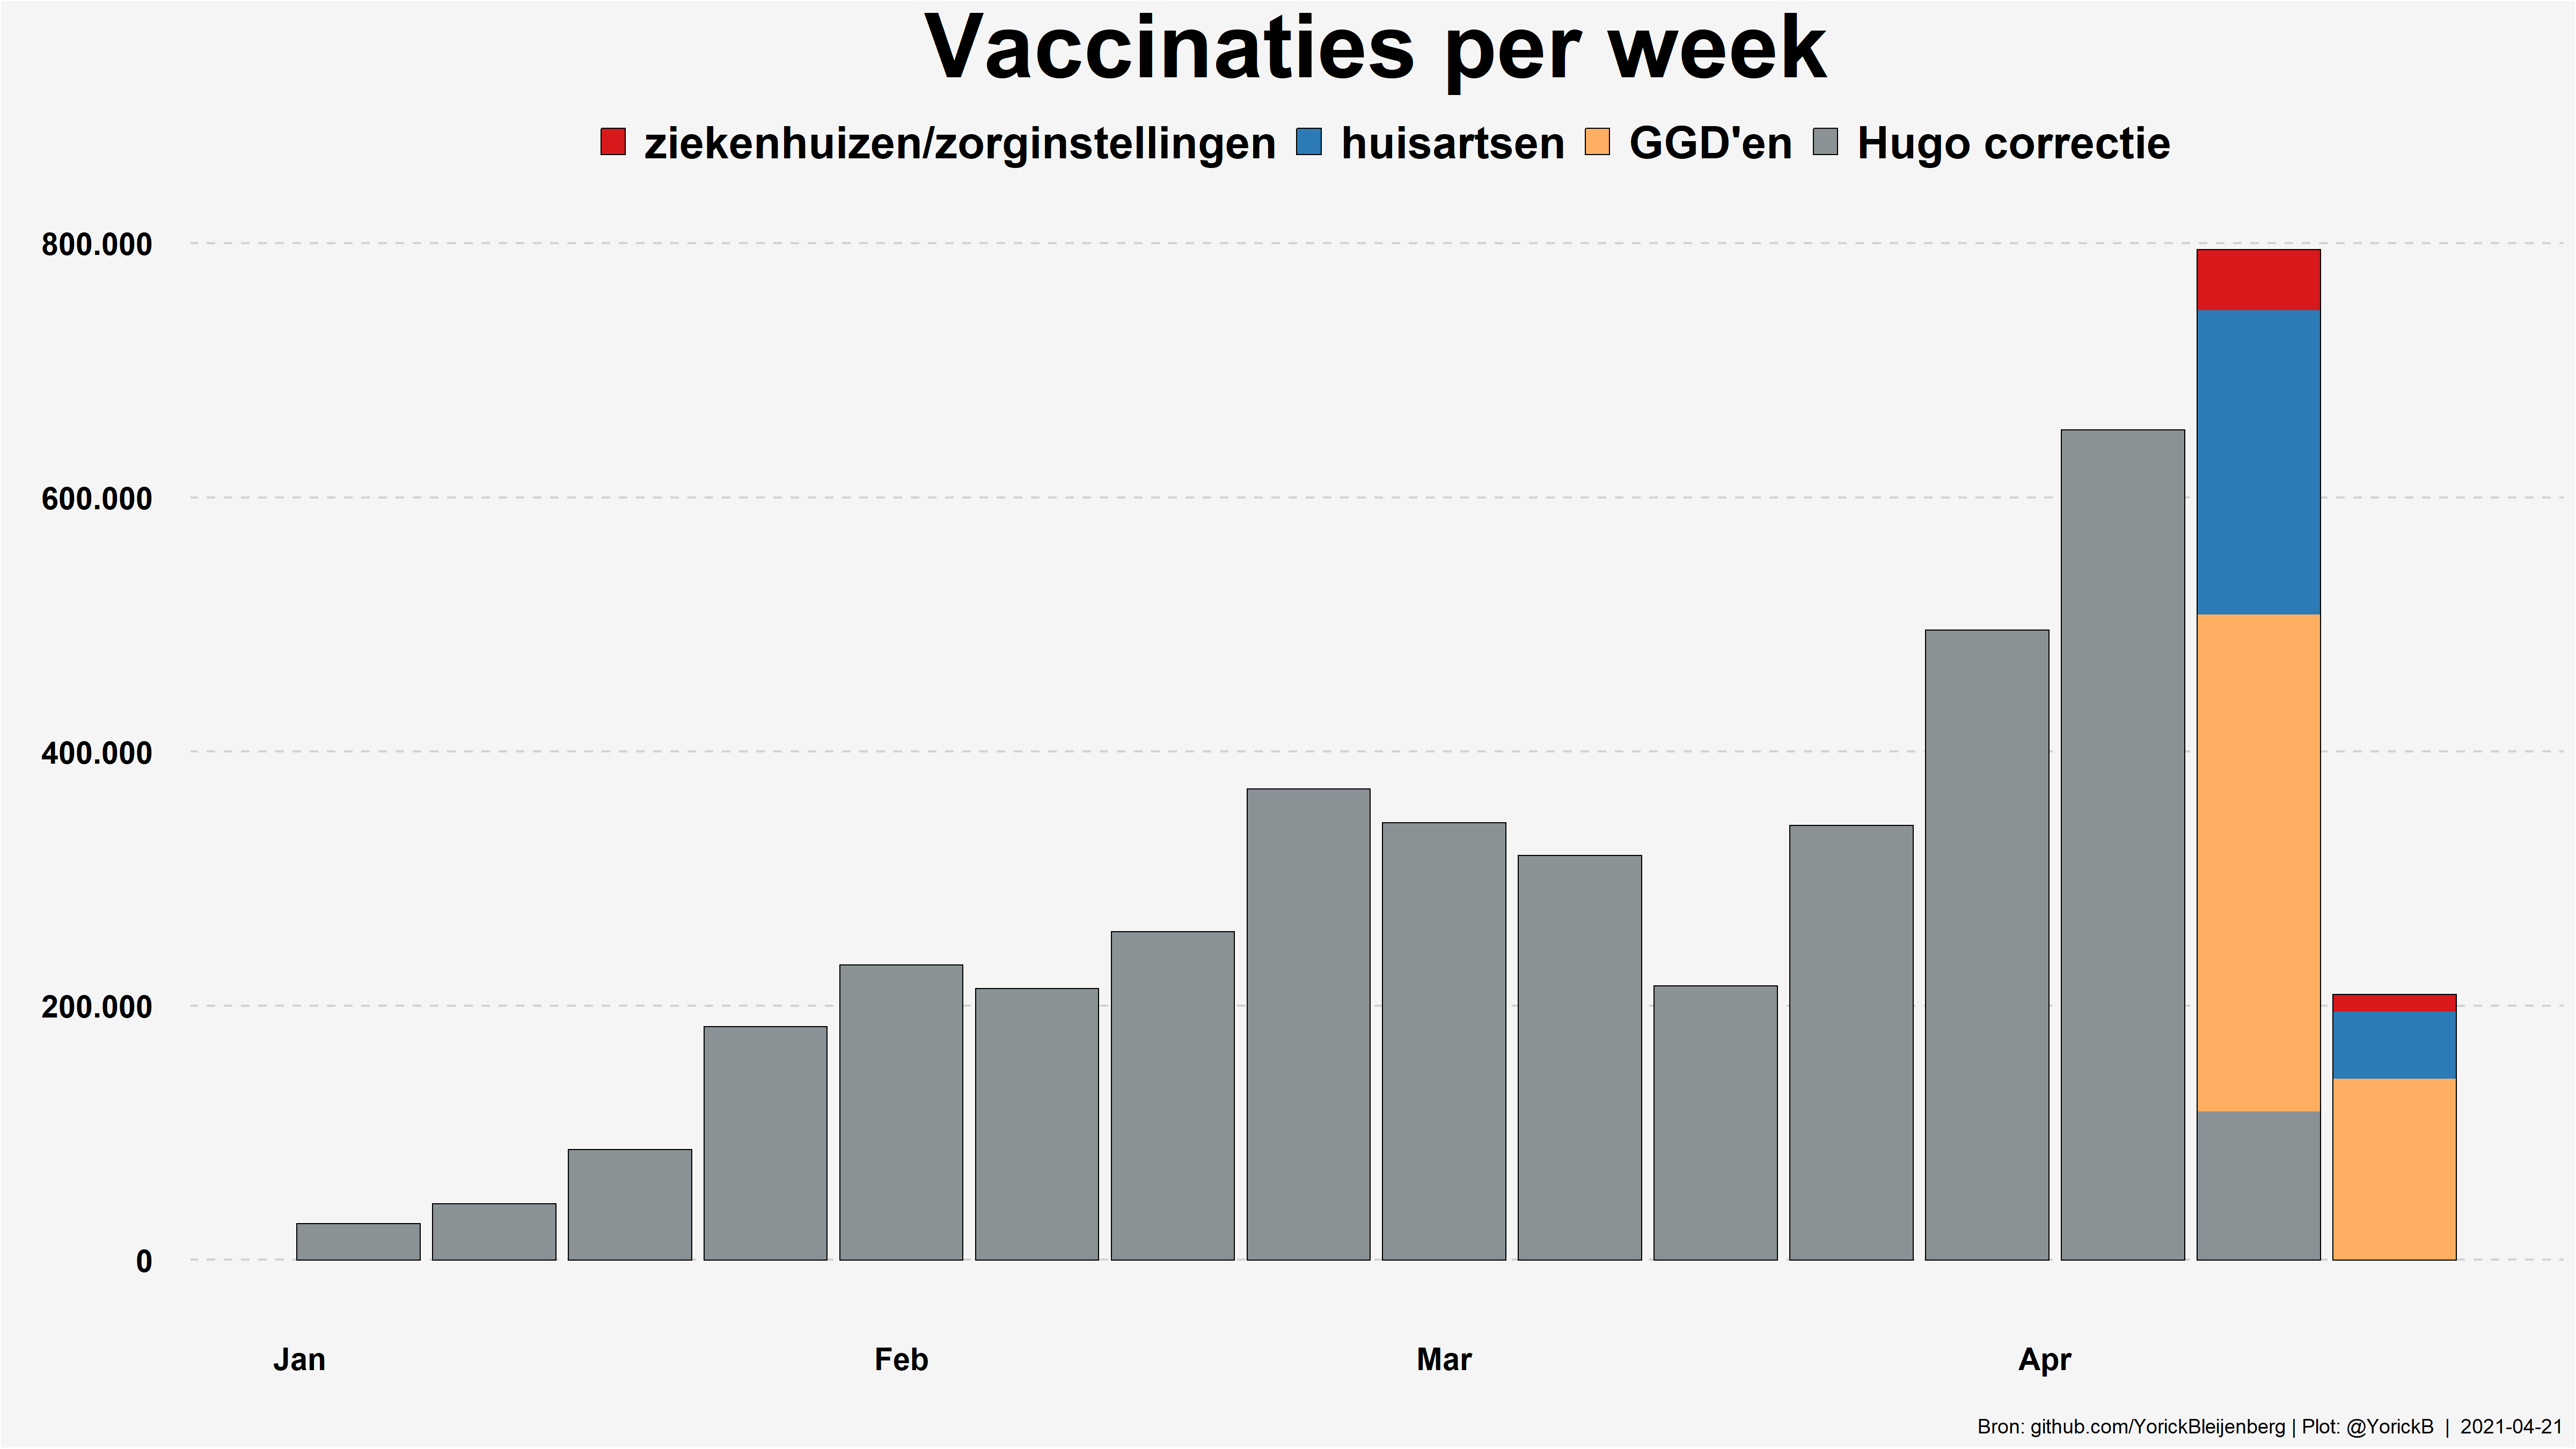 Vaccinaties per week
ziekenhuizen/zorginstellingen huisartsen GGD'en Hugo correctie
800.000
600.000
400.000
200.000
0
Jan Feb Mar Apr
Bron: github.com/YorickBleijenberg | Plot: @YorickB | 2021-04-21